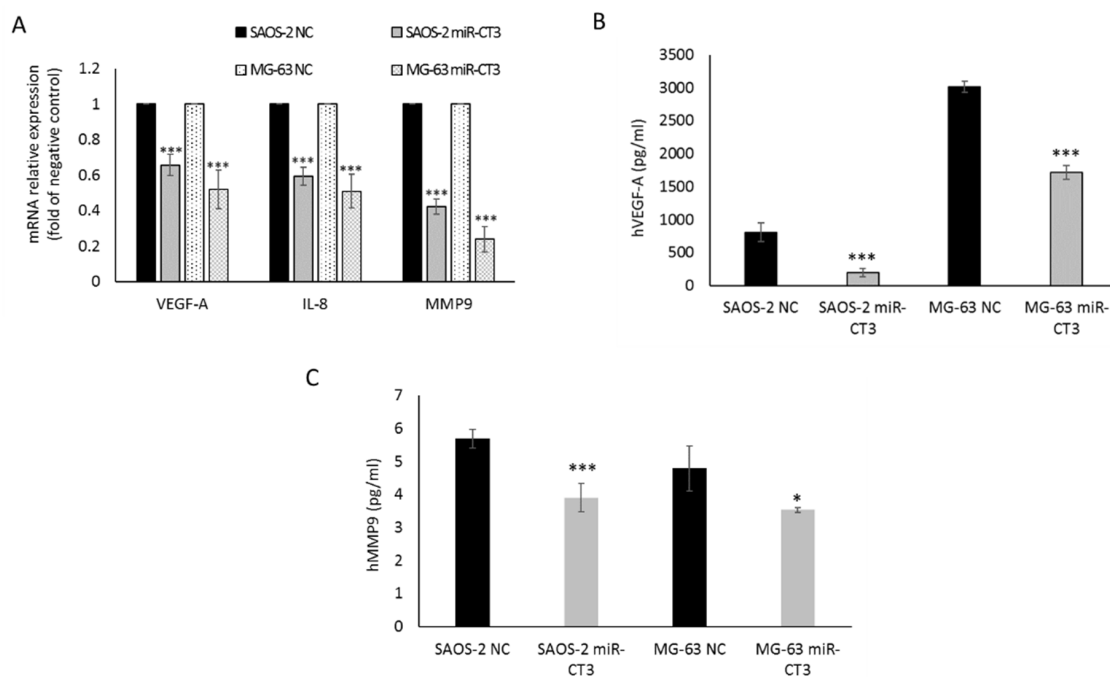 A
SAOS-2 NC
SAOS-2 miR-CT3
MG-63 NC
MG-63 miR-CT3
mRNA relative expression
(fold of negative control)
1.2
1
0.8
0.6
0.4
0.2
0
***
***
***
***
***
***
VEGF-A
IL-8
MMP9
B
hVEGF-A (pg/ml)
3500
3000
2500
2000
1500
1000
500
0
***
***
SAOS-2 NC
SAOS-2 miR-
CT3
MG-63 NC
MG-63 miR-
CT3
C
hMMP9 (pg/ml)
7
6
5
4
3
2
1
0
***
*
SAOS-2 NC
SAOS-2 miR-
CT3
MG-63 NC
MG-63 miR-
CT3